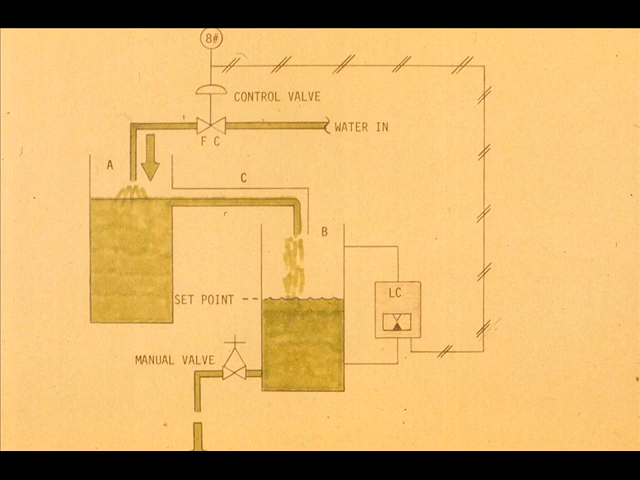 8#
CONTROL VALVE
WATER IN
F C
A
C
B
SET POINT
LC
MANUAL VALVE